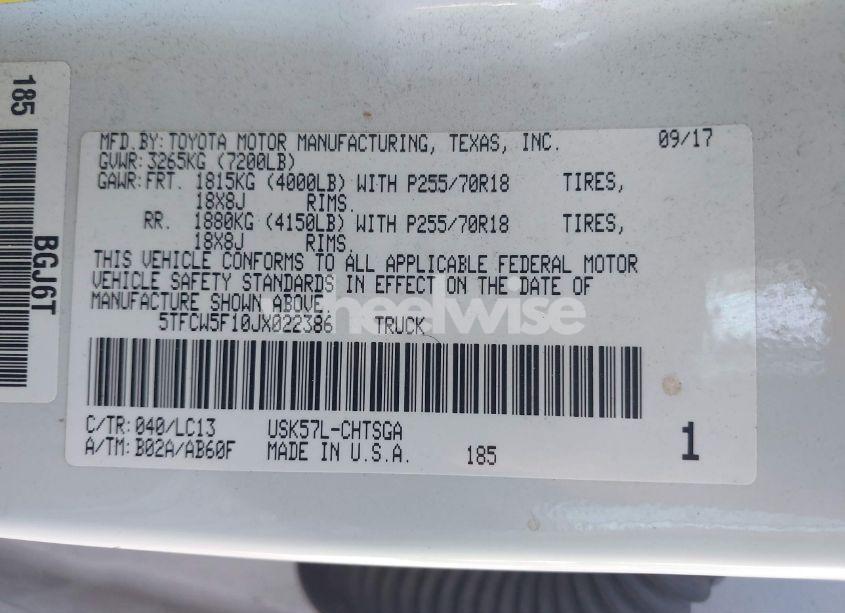 185
BGJ6T
MFD.BY: TOYOTA MOTOR MANUFACTURING, TEXAS, INC. 09/17
GVWR: 3265KG (7200LB)
GAWR: FRT. 1815KG (4000LB) WITH P255/70R18 TIRES,
18X8J RIMS.
RR. 1880KG (4150LB) WITH P255/70R18 TIRES,
18X8J RIMS.
THIS VEHICLE CONFORMS TO ALL APPLICABLE FEDERAL MOTOR
VEHICLE SAFETY STANDARDS IN EFFECT ON THE DATE OF
MANUFACTURE SHOWN ABOVE.
5TFCW5F10JX022386 TRUCK
wheelwise
C/TR: 040/LC13 USK57L-CHTSGA
A/TM: B02A/AB60F MADE IN U.S.A. 185 1